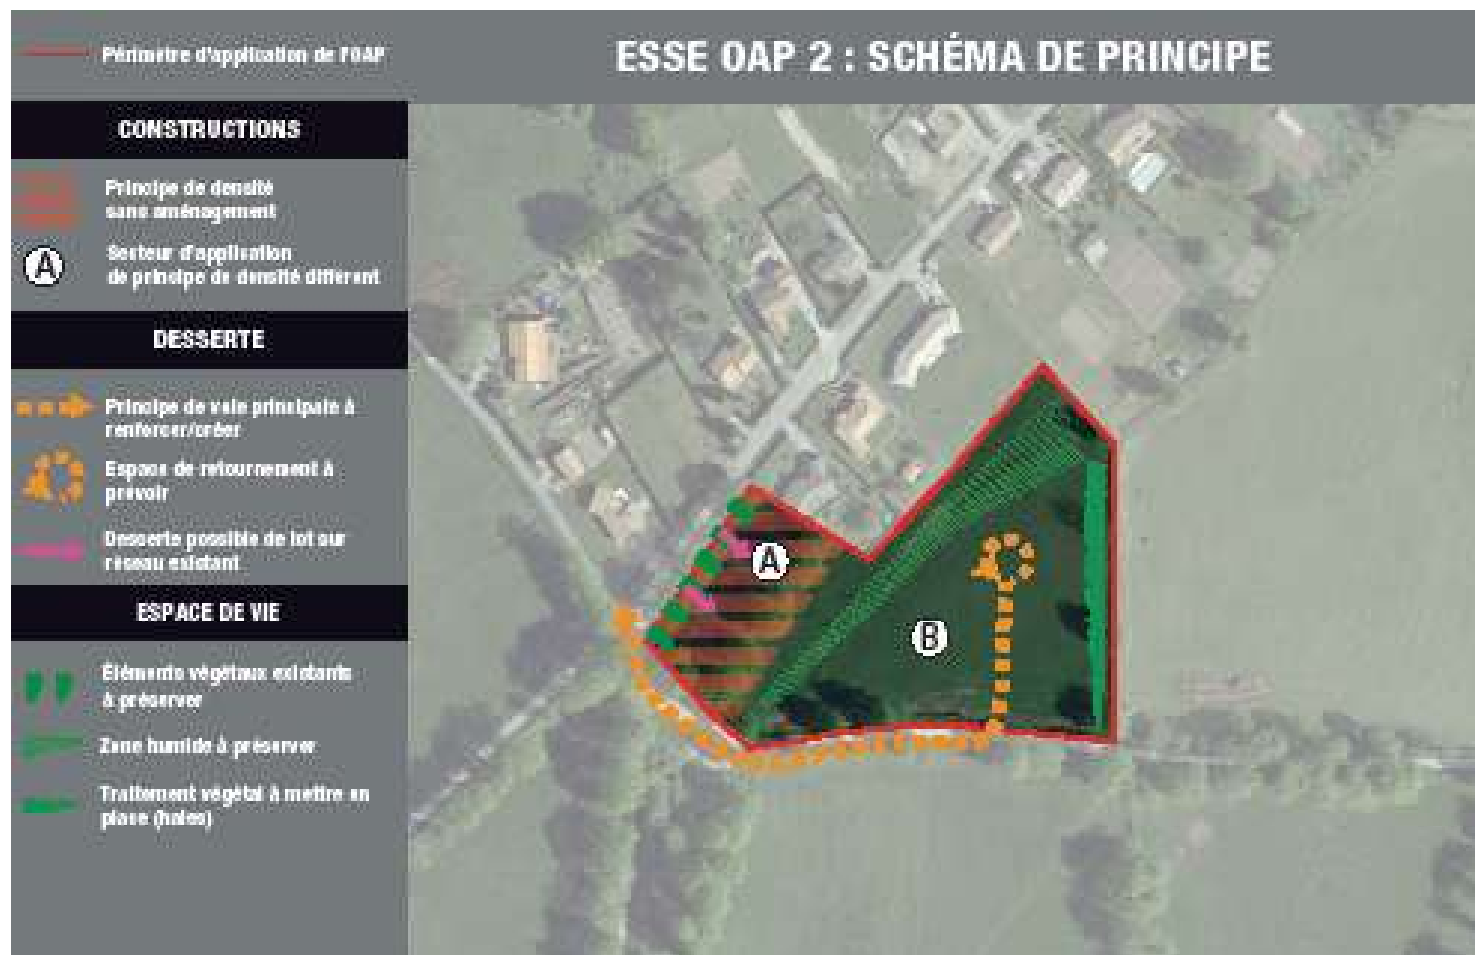 Périmètre d'application de l'OAP
ESSE OAP 2 : SCHÉMA DE PRINCIPE
CONSTRUCTIONS
Principe de densité
sans aménagement
A
Secteur d'application
de principe de densité différent
DESSERTE
Principe de voie principale à
renforcer/créer
Espace de retournement à
prévoir
Desserte possible de lot sur
réseau existant
ESPACE DE VIE
Eléments végétaux existants
à préserver
Zone humide à préserver
Traitement végétal à mettre en
place (haies)
A
B